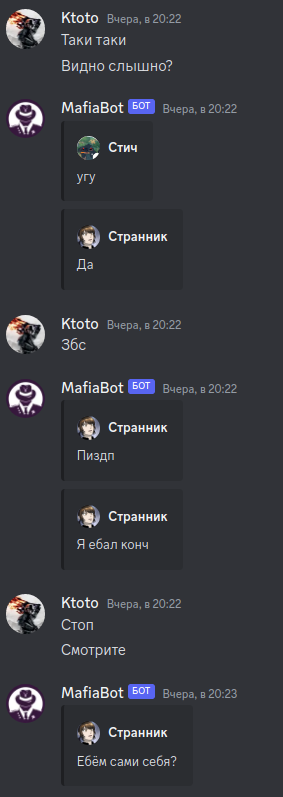 Ktoto Вчера, в 20:22
Таки таки
Видно слышно?
MafiaBot БОТ Вчера, в 20:22
Стич
угу
Странник
Да
Ktoto Вчера, в 20:22
Збс
MafiaBot БОТ Вчера, в 20:22
Странник
Пиздп
Странник
Я ебал конч
Ktoto Вчера, в 20:22
Стоп
Смотрите
MafiaBot БОТ Вчера, в 20:23
Странник
Ебём сами себя?